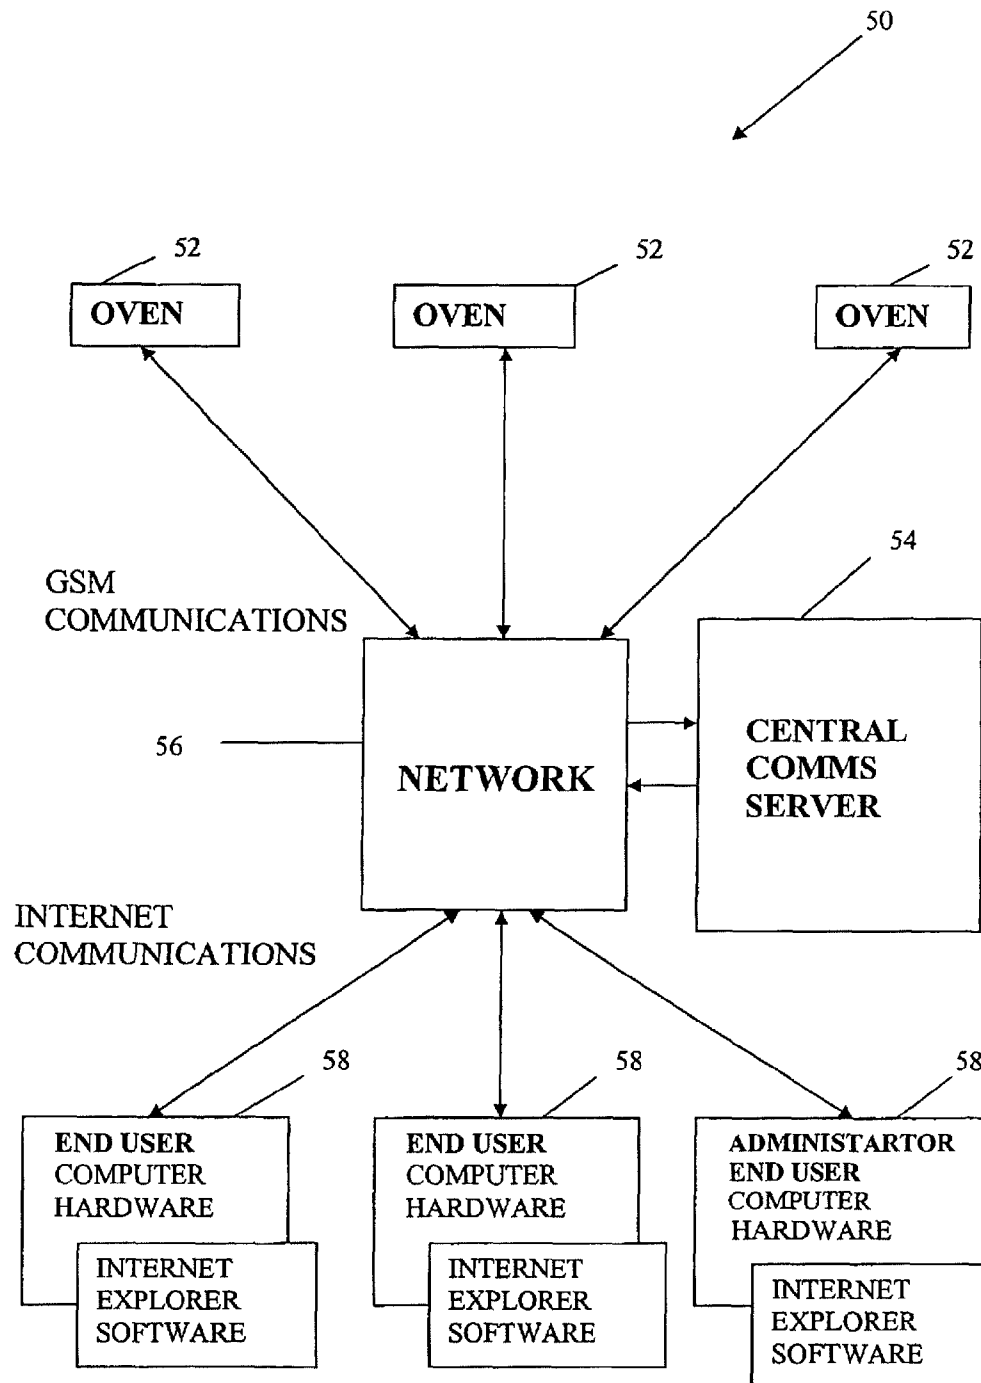 50
52
52
52
OVEN
OVEN
OVEN
54
GSM
COMMUNICATIONS
56
NETWORK
CENTRAL
COMMS
SERVER
INTERNET
COMMUNICATIONS
58
58
58
END USER
COMPUTER
HARDWARE
INTERNET
EXPLORER
SOFTWARE
END USER
COMPUTER
HARDWARE
INTERNET
EXPLORER
SOFTWARE
ADMINISTARTOR
END USER
COMPUTER
HARDWARE
INTERNET
EXPLORER
SOFTWARE